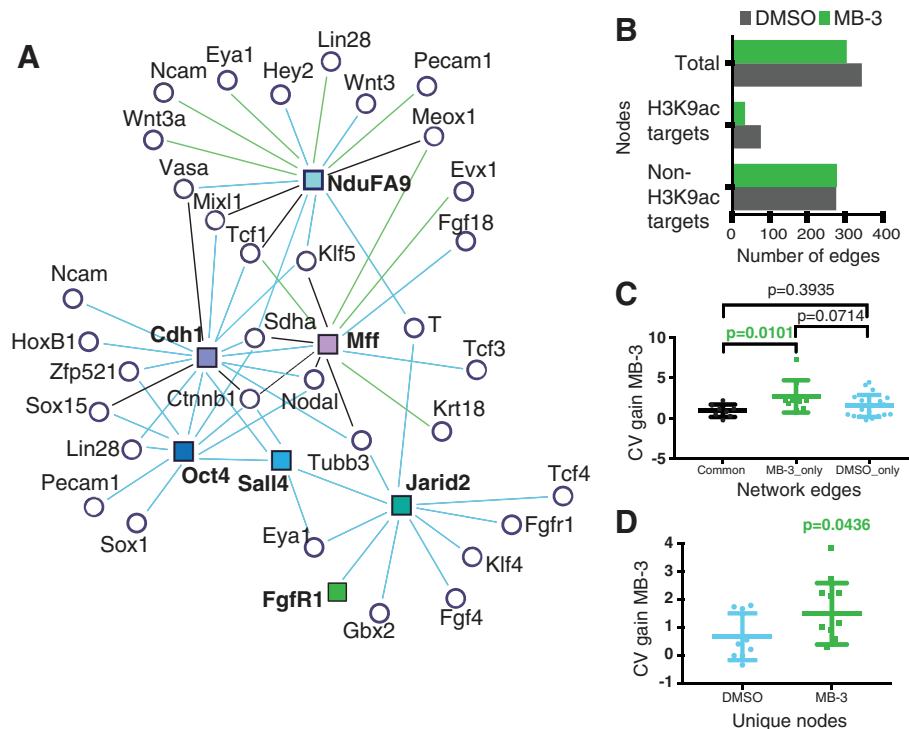 A
Lin28
Eya1
Hey2
Ncam
Wnt3
Pecam1
Wnt3a
Meox1
Vasa
NduFA9
Evx1
Mixl1
Fgf18
Tcf1
Klf5
Ncam
Cdh1
Sdha
Mff
T
HoxB1
Tcf3
Zfp521
Ctnnb1
Nodal
Sox15
Krt18
Lin28
Oct4
Sall4
Tubb3
Jarid2
Pecam1
Tcf4
Sox1
Eya1
Fgfr1
Klf4
FgfR1
Gbx2
Fgf4
B
DMSO MB-3
Nodes
Total
H3K9ac
targets
Non-
H3K9ac
targets
0 100 200 300 400
Number of edges
C
p=0.3935
p=0.0714
p=0.0101
CV gain MB-3
10
5
0
-5
Common MB-3_only DMSO_only
Network edges
D
p=0.0436
CV gain MB-3
4
3
2
1
0
-1
DMSO MB-3
Unique nodes